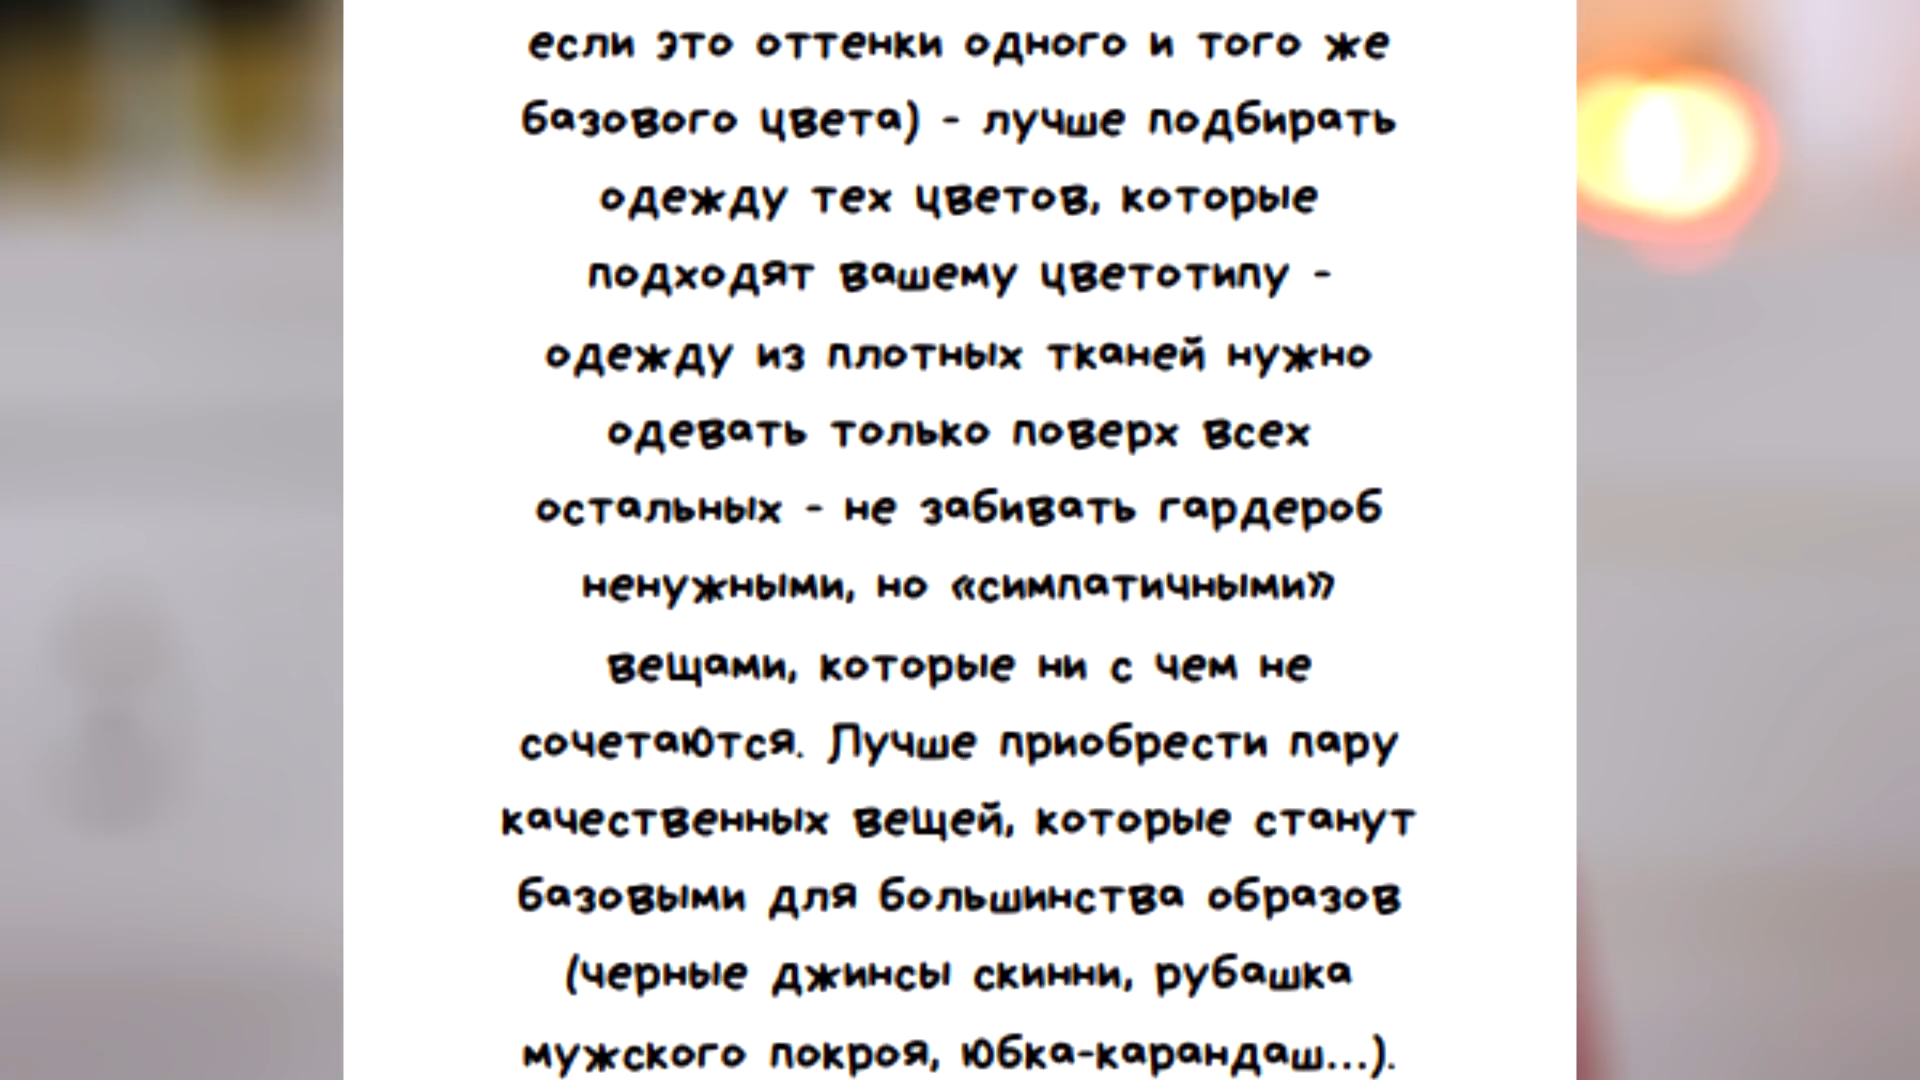 если это оттенки одного и того же
базового цвета) - лучше подбирать
одежду тех цветов, которые
подходят вашему цветотипу -
одежду из плотных тканей нужно
одевать только поверх всех
остальных - не забивать гардероб
ненужными, но «симпатичными»
вещами, которые ни с чем не
сочетаются. Лучше приобрести пару
качественных вещей, которые станут
базовыми для большинства образов
(черные джинсы скинни, рубашка
мужского покроя, юбка-карандаш...).